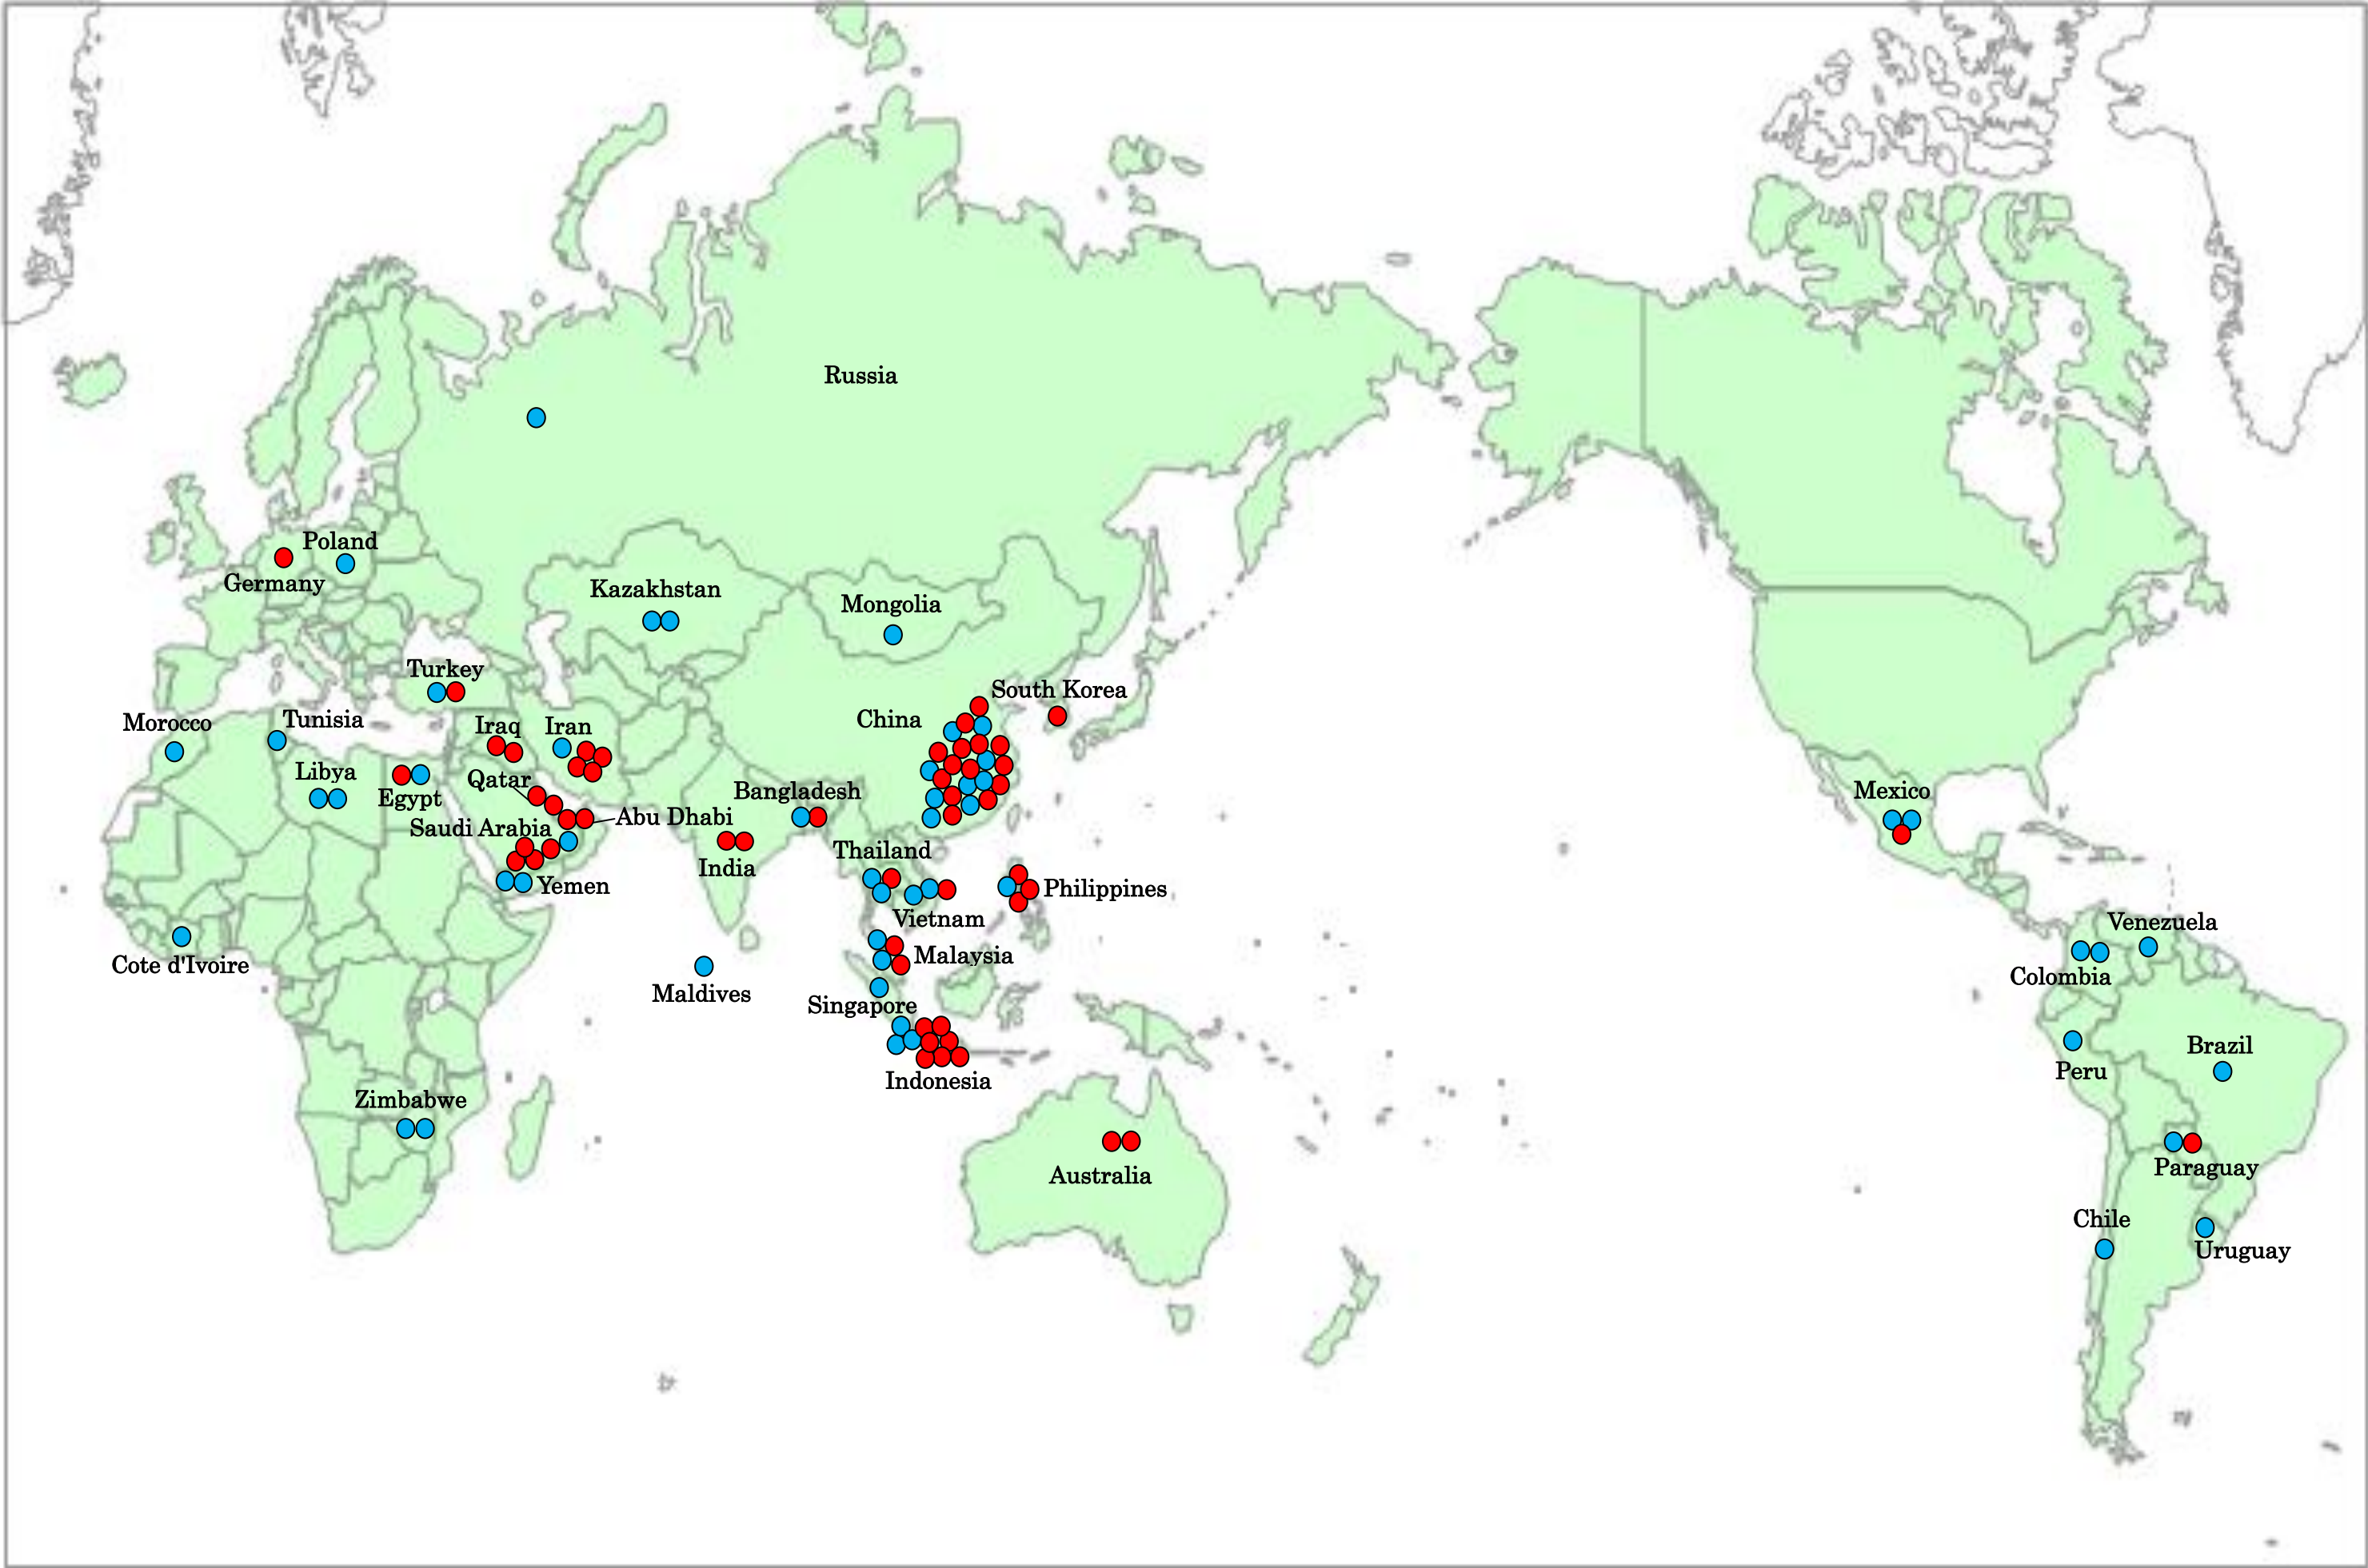 Russia
Poland
Germany
Kazakhstan
Mongolia
Turkey
South Korea
Morocco
Tunisia
China
Iraq
Iran
Libya
Qatar
Egypt
Bangladesh
Mexico
Abu Dhabi
Saudi Arabia
Thailand
India
Yemen
Philippines
Vietnam
Venezuela
Malaysia
Cote d'Ivoire
Colombia
Maldives
Singapore
Brazil
Peru
Indonesia
Zimbabwe
Paraguay
Australia
Chile
Uruguay